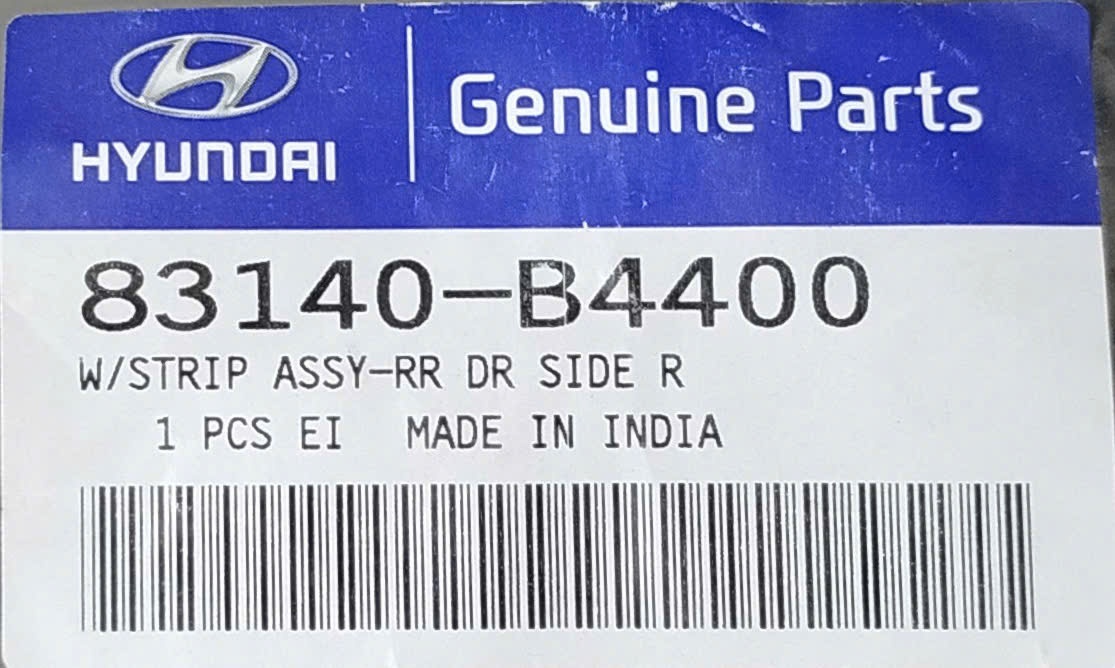 HYUNDAI
Genuine Parts
83140-B4400
W/STRIP ASSY-RR DR SIDE R
1 PCS EI MADE IN INDIA